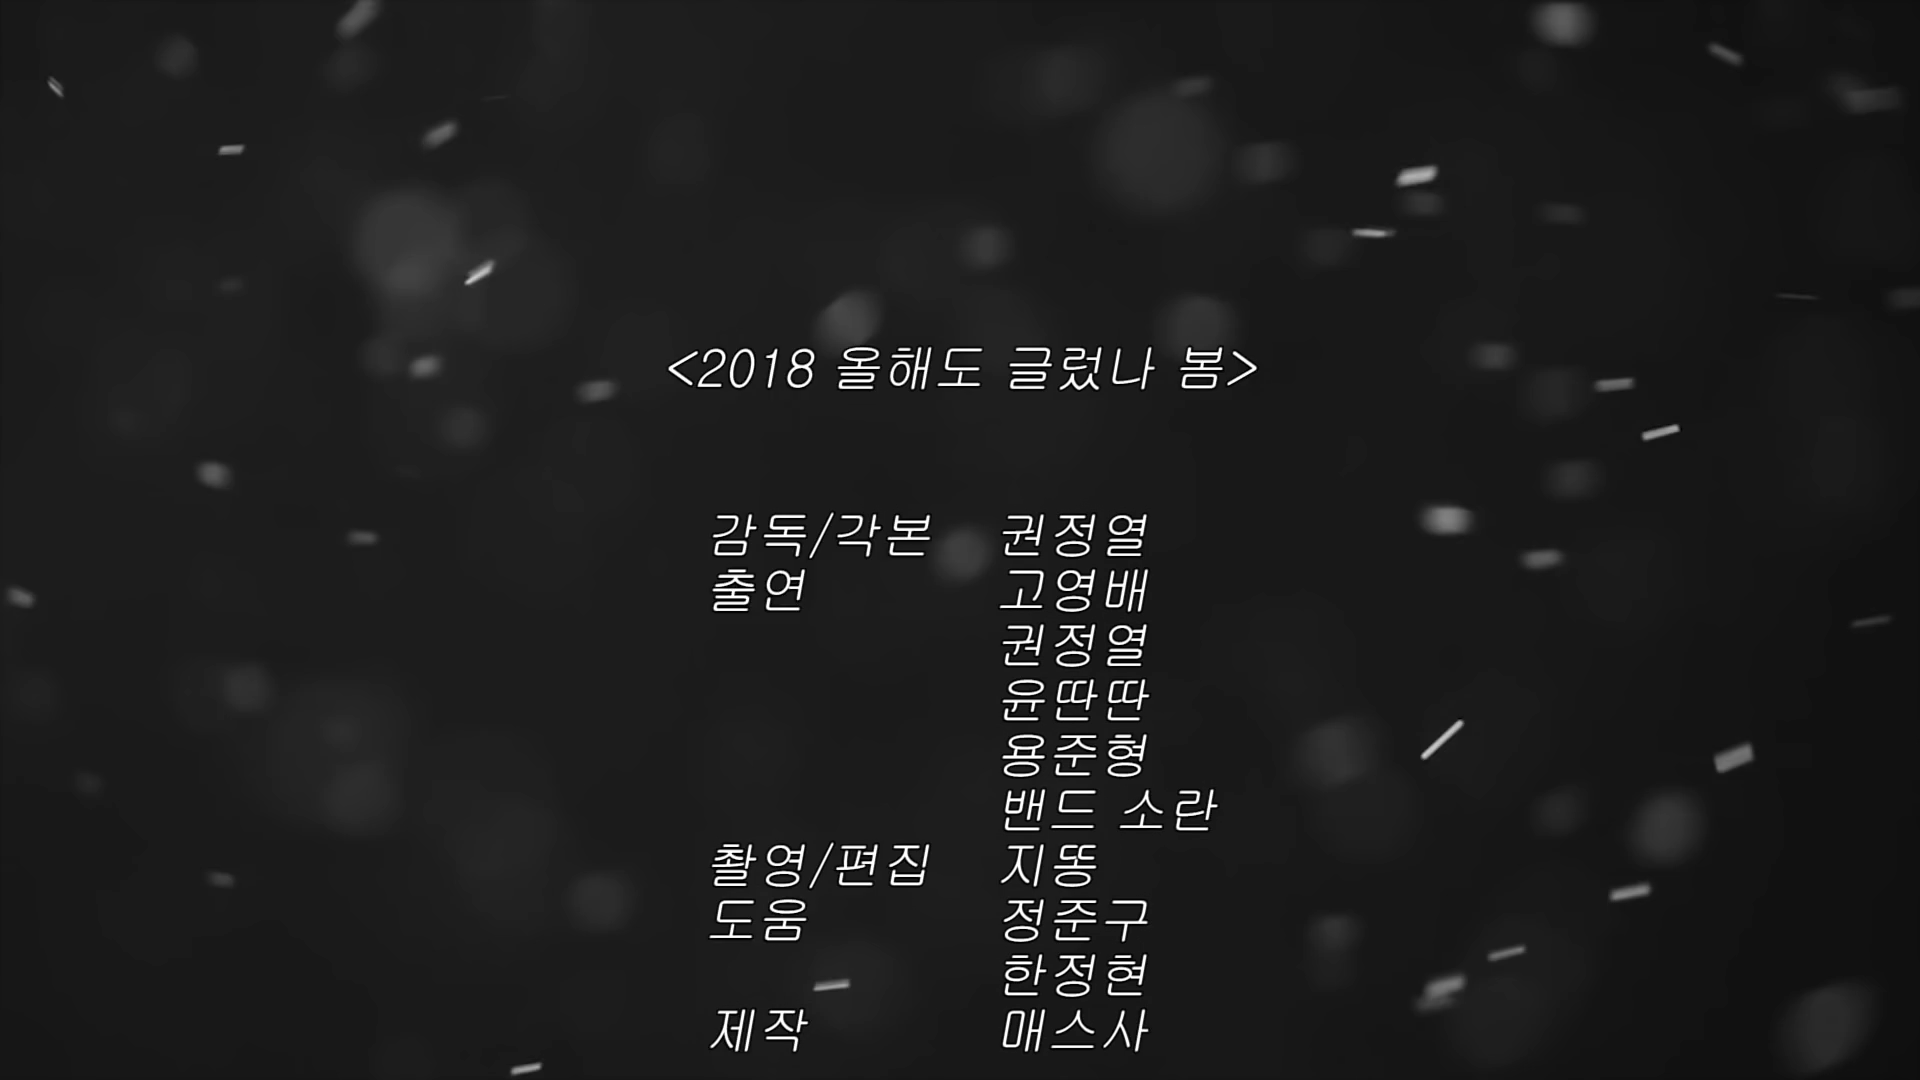 <2018 올해도 글렀나 봄>
감독/각본 권정열
출연 고영배
권정열
윤딴딴
용준형
밴드 소란
촬영/편집 지똥
도움 정준구
한정현
제작 매스사